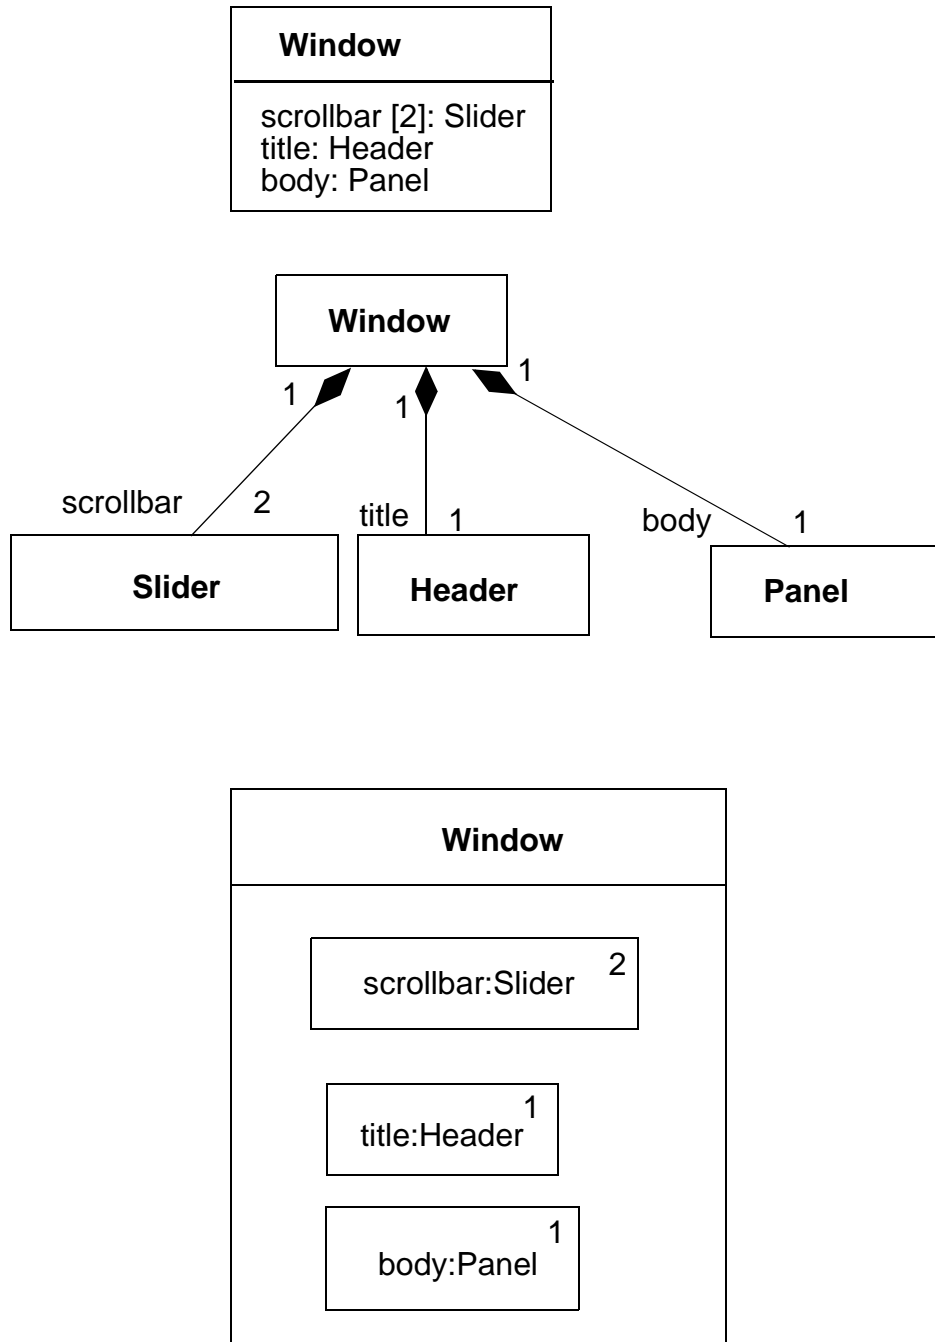 Window
scrollbar [2]: Slider
title: Header
body: Panel
Window
1
1
1
scrollbar
2
title
1
body
1
Slider
Header
Panel
Window
scrollbar:Slider
2
title:Header
1
body:Panel
1